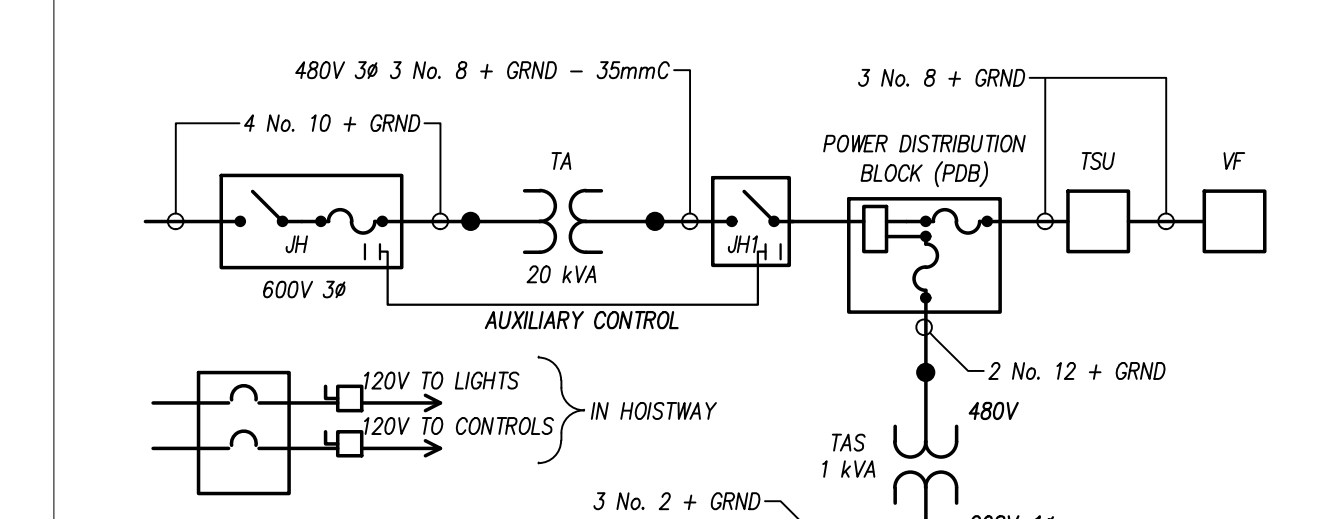 480V 3ø 3 No. 8 + GRND - 35mmC
3 No. 8 + GRND
4 No. 10 + GRND
TA
POWER DISTRIBUTION
BLOCK (PDB)
TSU
VF
JH
JH1
600V 3ø
20 kVA
AUXILIARY CONTROL
2 No. 12 + GRND
120V TO LIGHTS
120V TO CONTROLS
IN HOISTWAY
480V
TAS
1 kVA
3 No. 2 + GRND